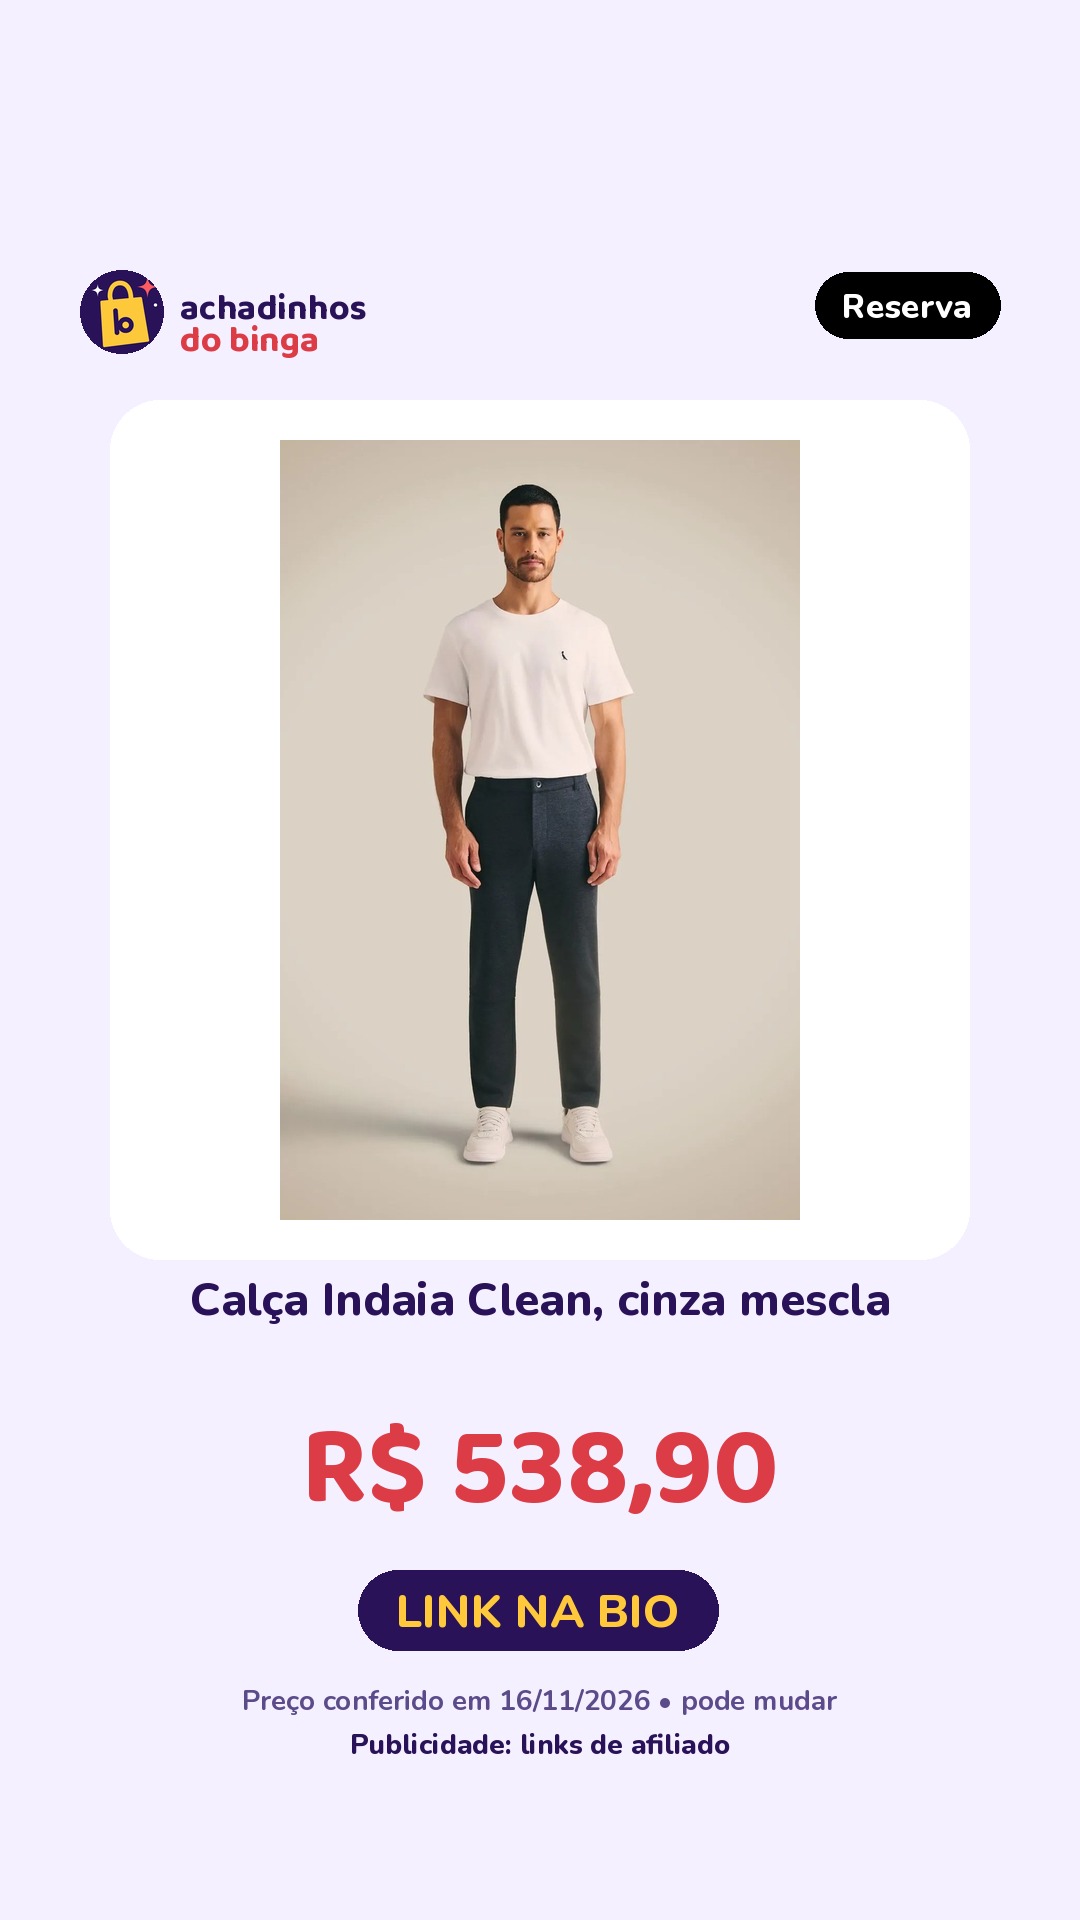 achadinhos
do binga
Reserva
Calça Indaia Clean, cinza mescla
R$ 538,90
LINK NA BIO
Preço conferido em 16/11/2026 • pode mudar
Publicidade: links de afiliado